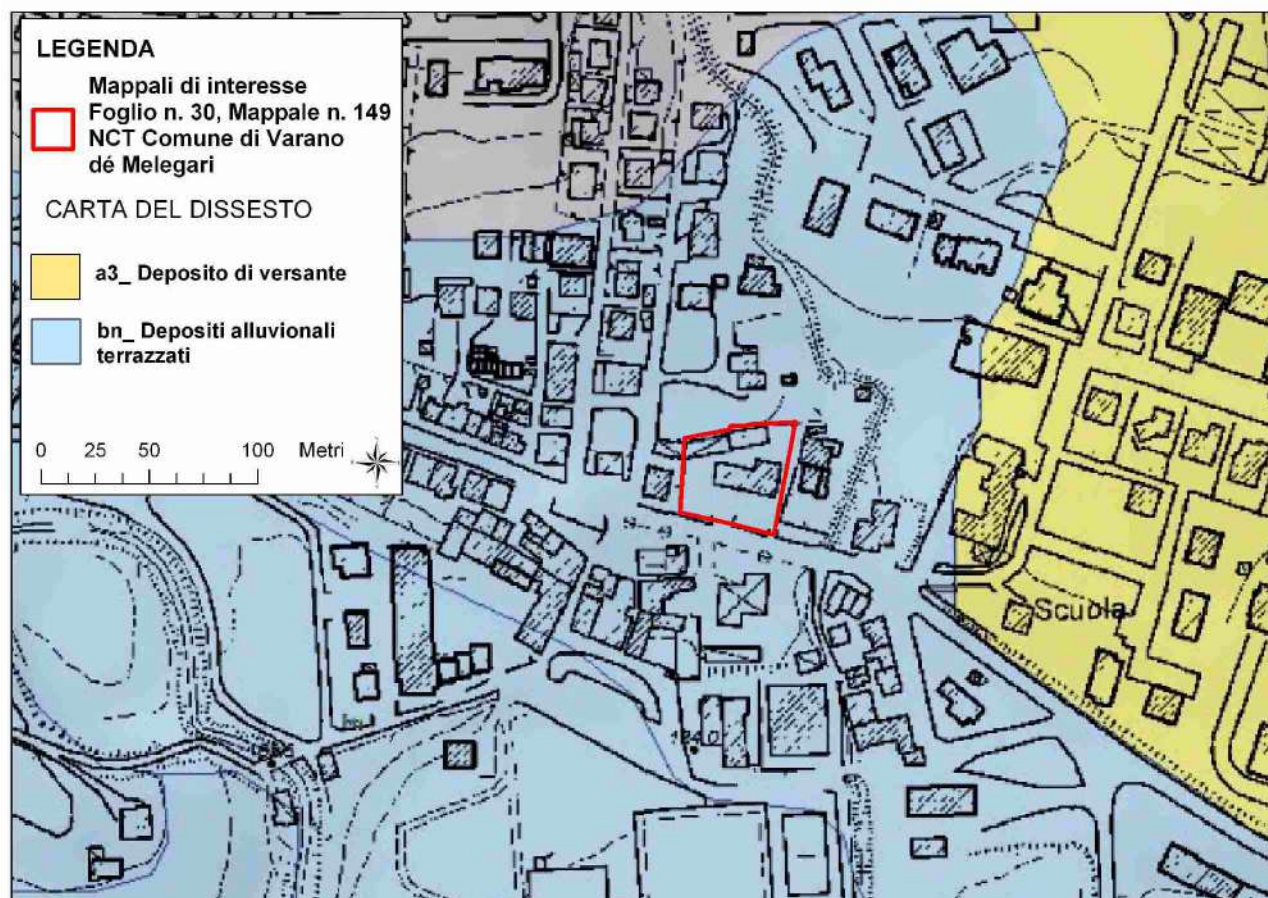 LEGENDA
Mappali di interesse
Foglio n. 30, Mappale n. 149
NCT Comune di Varano
dé Melegari
CARTA DEL DISSESTO
a3_ Deposito di versante
bn_ Depositi alluvionali
terrazzati
0 25 50 100 Metri
Scuola